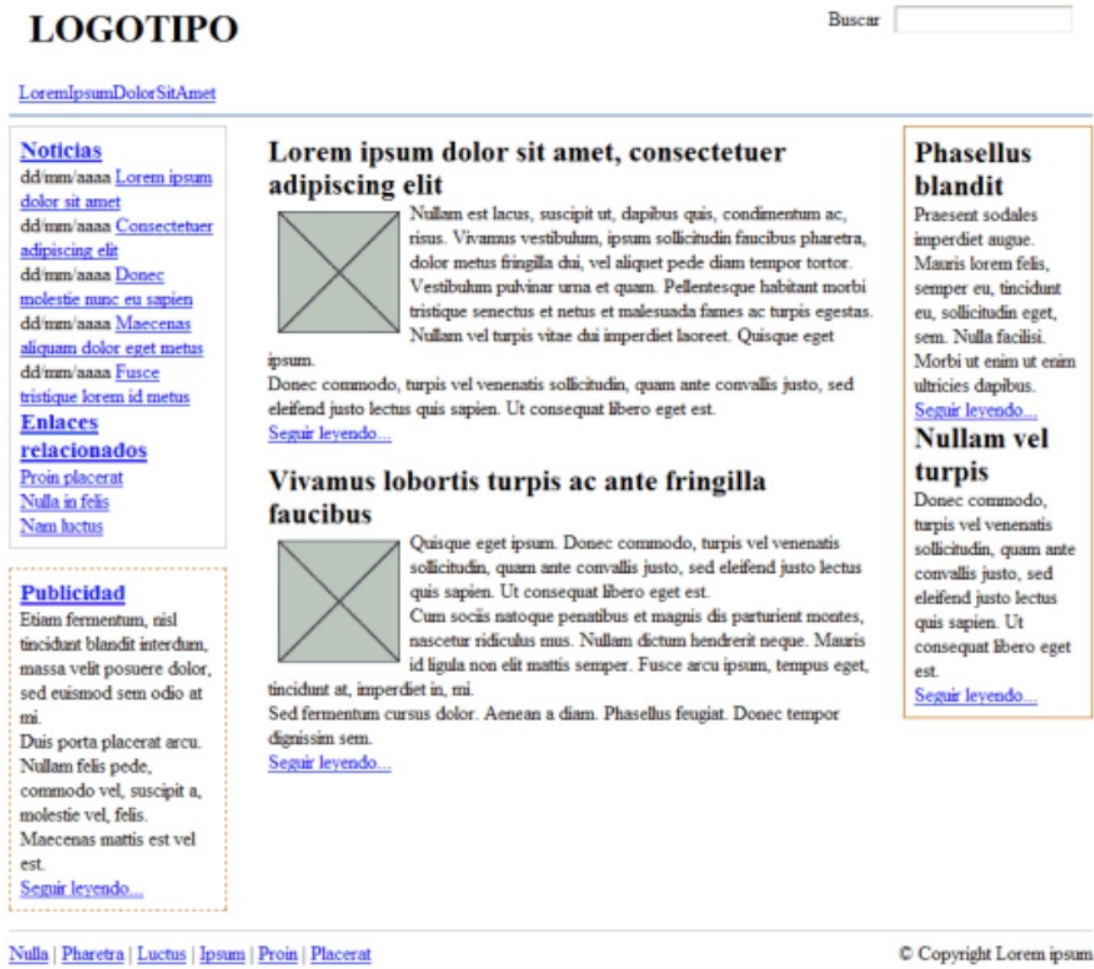 LOGOTIPO
Buscar
LoremIpsumDolorSitAmet
Noticias
dd/mm/aaaa Lorem ipsum
dolor sit amet
dd/mm/aaaa Consectetuer
adipiscing elit
dd/mm/aaaa Donec
molestie nunc eu sapien
dd/mm/aaaa Maecenas
aliquam dolor eget metus
dd/mm/aaaa Fusce
tristique lorem id metus
Enlaces
relacionados
Proin placerat
Nulla in felis
Nam luctus
Publicidad
Etiam fermentum, nisl
tincidunt blandit interdum,
massa velit posuere dolor,
sed euismod sem odio at
mi.
Duis porta placerat arcu.
Nullam felis pede,
commodo vel, suscipit a,
molestie vel, felis.
Maecenas mattis est vel
est.
Seguir leyendo...
Lorem ipsum dolor sit amet, consectetuer
adipiscing elit
Nullam est lacus, suscipit ut, dapibus quis, condimentum ac,
risus. Vivamus vestibulum, ipsum sollicitudin faucibus pharetra,
dolor metus fringilla dui, vel aliquet pede diam tempor tortor.
Vestibulum pulvinar urna et quam. Pellentesque habitant morbi
tristique senectus et netus et malesuada fames ac turpis egestas.
Nullam vel turpis vitae dui imperdiet laoreet. Quisque eget
ipsum.
Donec commodo, turpis vel venenatis sollicitudin, quam ante convallis justo, sed
eleifend justo lectus quis sapien. Ut consequat libero eget est.
Seguir leyendo...
Vivamus lobortis turpis ac ante fringilla
faucibus
Quisque eget ipsum. Donec commodo, turpis vel venenatis
sollicitudin, quam ante convallis justo, sed eleifend justo lectus
quis sapien. Ut consequat libero eget est.
Cum sociis natoque penatibus et magnis dis parturient montes,
nascetur ridiculus mus. Nullam dictum hendrerit neque. Mauris
id ligula non elit mattis semper. Fusce arcu ipsum, tempus eget,
tincidunt at, imperdiet in, mi.
Sed fermentum cursus dolor. Aenean a diam. Phasellus feugiat. Donec tempor
dignissim sem.
Seguir leyendo...
Phasellus
blandit
Praesent sodales
imperdiet augue.
Mauris lorem felis,
semper eu, tincidunt
eu, sollicitudin eget,
sem. Nulla facilisi.
Morbi ut enim ut enim
ultricies dapibus.
Seguir leyendo...
Nullam vel
turpis
Donec commodo,
turpis vel venenatis
sollicitudin, quam ante
convallis justo, sed
eleifend justo lectus
quis sapien. Ut
consequat libero eget
est.
Seguir leyendo...
Nulla | Pharetra | Luctus | Ipsum | Proin | Placerat
© Copyright Lorem ipsum